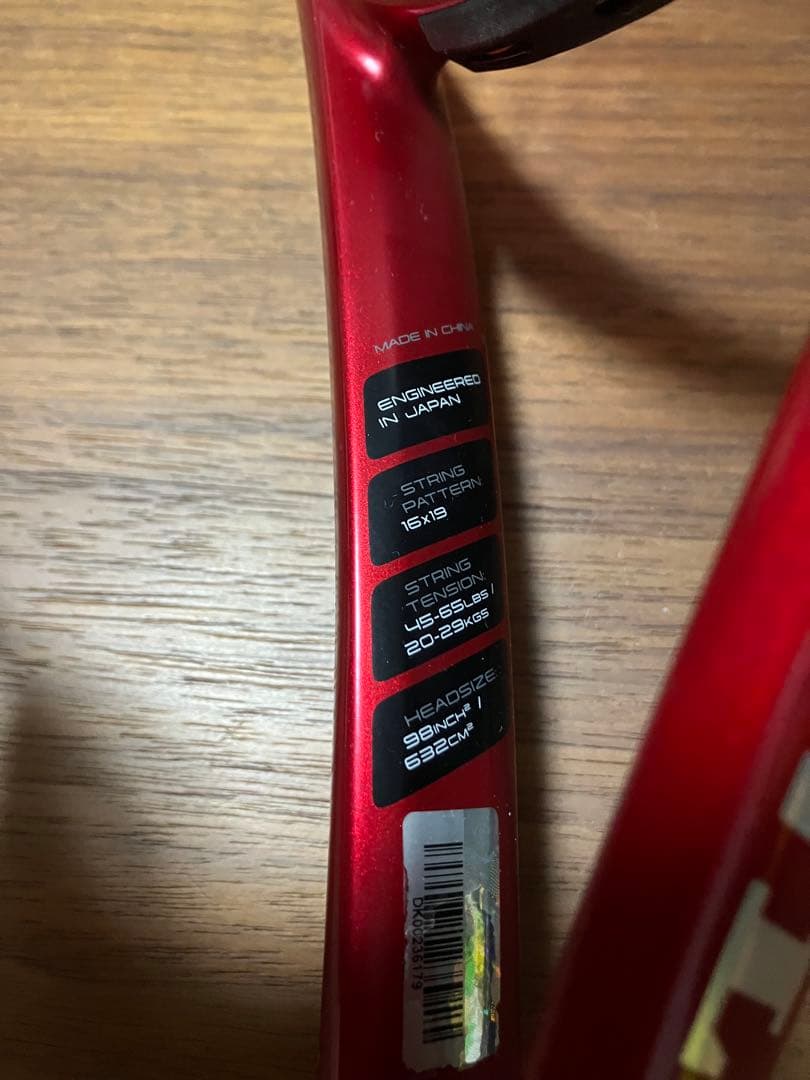 MADE IN CHINA
ENGINEERED
IN JAPAN
STRING
PATTERN:
16x19
STRING
TENSION:
45-65LBS /
20-29KGS
HEADSIZE:
98INCH² /
632CM²
DK00236179